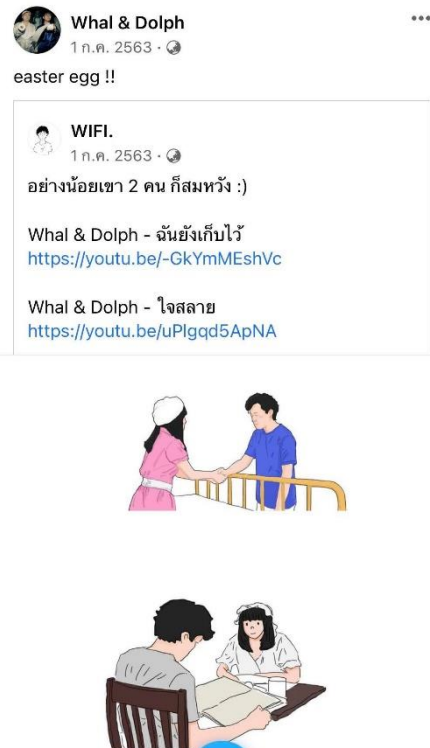 Whal & Dolph
1 ก.ค. 2563 ·
easter egg !!
WIFI.
1 ก.ค. 2563 ·
อย่างน้อยเขา 2 คน ก็สมหวัง :)
Whal & Dolph - ฉันยังเก็บไว้
https://youtu.be/-GkYmMEshVc
Whal & Dolph - ใจสลาย
https://youtu.be/uPlgqd5ApNA